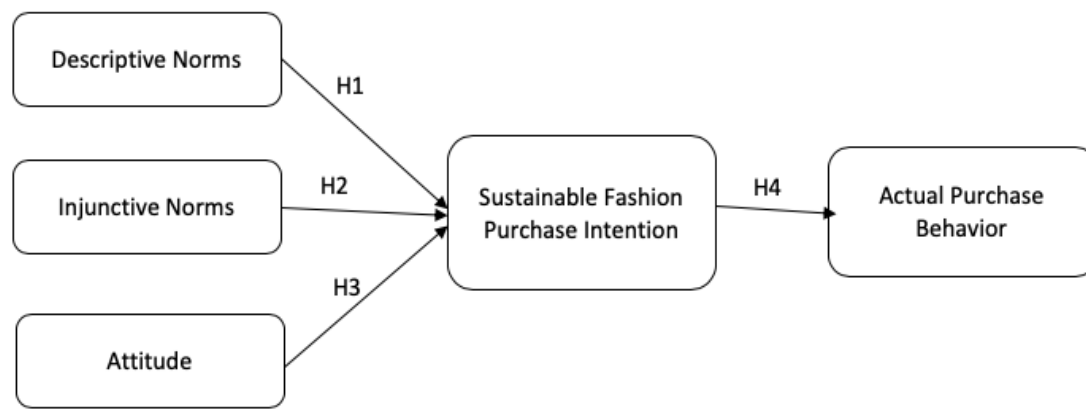 Descriptive Norms
H1
Injunctive Norms
H2
Attitude
H3
Sustainable Fashion
Purchase Intention
H4
Actual Purchase
Behavior